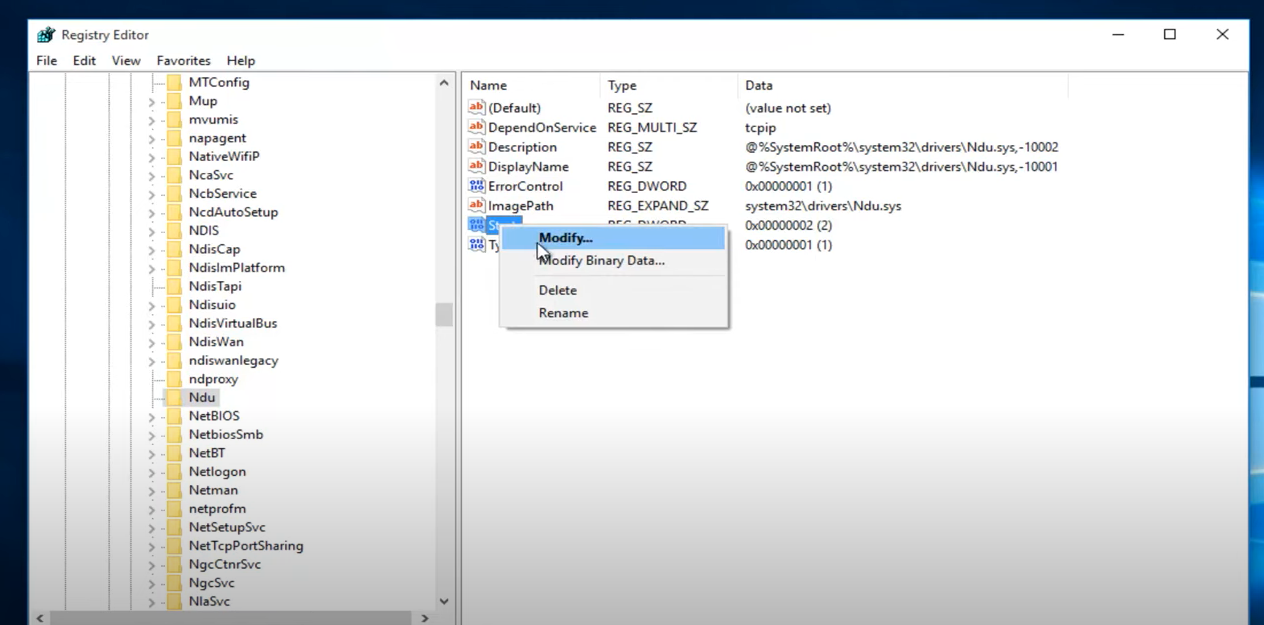 Registry Editor
File Edit View Favorites Help
MTConfig
Mup
mvumis
napagent
NativeWifiP
NcaSvc
NcbService
NcdAutoSetup
NDIS
NdisCap
NdisImPlatform
NdisTapi
Ndisuio
NdisVirtualBus
NdisWan
ndiswanlegacy
ndproxy
Ndu
NetBIOS
NetbiosSmb
NetBT
Netlogon
Netman
netprofm
NetSetupSvc
NetTcpPortSharing
NgcCtnrSvc
NgcSvc
NlaSvc
Name Type Data
(Default) REG_SZ (value not set)
DependOnService REG_MULTI_SZ tcpip
Description REG_SZ @%SystemRoot%\system32\drivers\Ndu.sys,-10002
DisplayName REG_SZ @%SystemRoot%\system32\drivers\Ndu.sys,-10001
ErrorControl REG_DWORD 0x00000001 (1)
ImagePath REG_EXPAND_SZ system32\drivers\Ndu.sys
REG_DWORD 0x00000002 (2)
0x00000001 (1)
Modify...
Modify Binary Data...
Delete
Rename